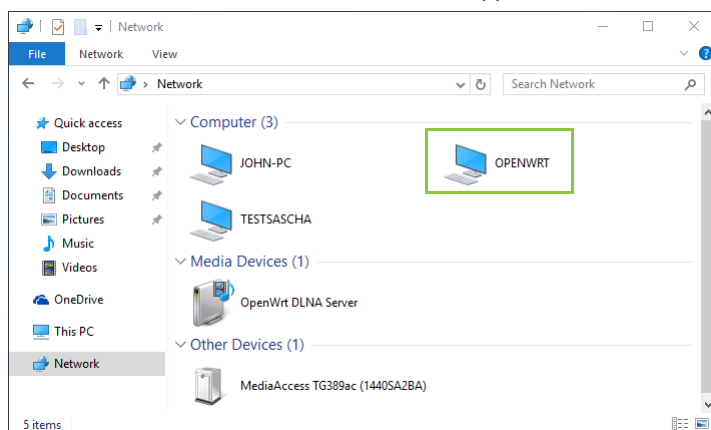 Network
File Network View
Network
Search Network
Quick access
Desktop
Downloads
Documents
Pictures
Music
Videos
OneDrive
This PC
Network
Computer (3)
JOHN-PC
OPENWRT
TESTSASCHA
Media Devices (1)
OpenWrt DLNA Server
Other Devices (1)
MediaAccess TG389ac (1440SA2BA)
5 items